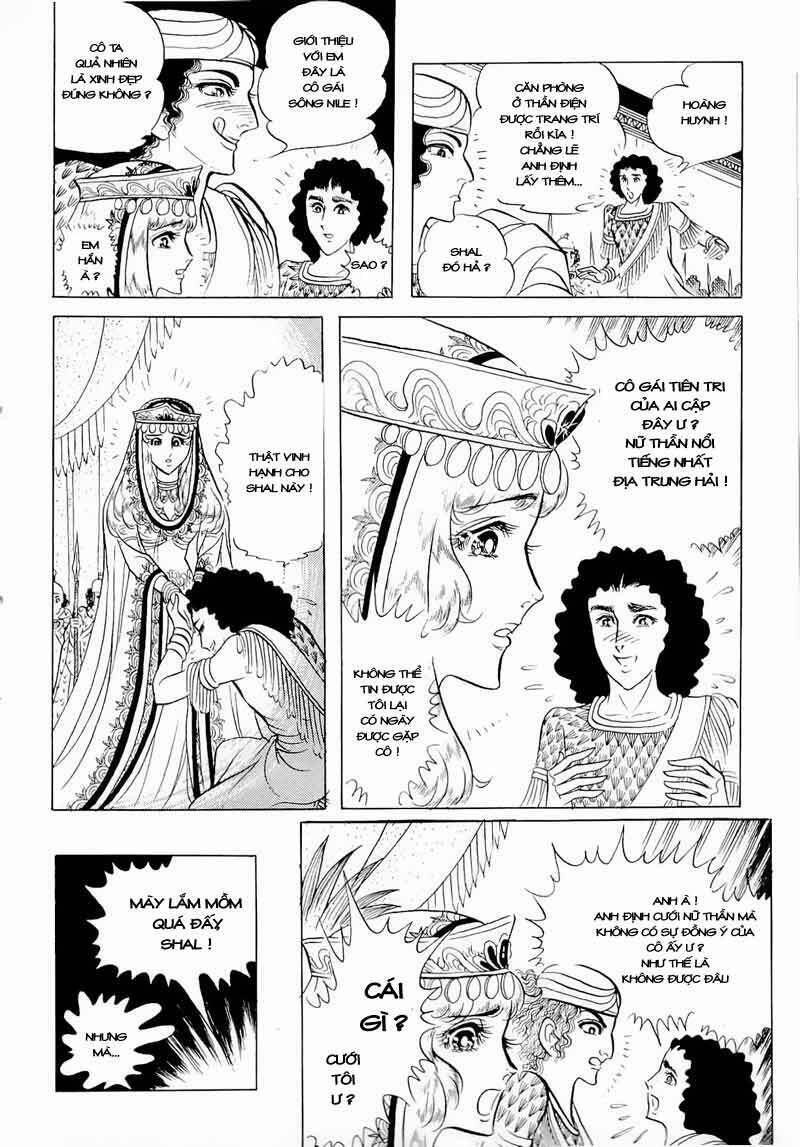 HOÀNG
HUYNH !
CĂN PHÒNG
Ở THẦN ĐIỆN
ĐƯỢC TRANG TRÍ
RỒI KÌA !
CHẲNG LẼ
ANH ĐỊNH
LẤY THÊM...
SHAL
ĐÓ HẢ ?
GIỚI THIỆU
VỚI EM
ĐÂY LÀ
CÔ GÁI
SÔNG NILE !
CÔ TA
QUẢ NHIÊN
LÀ XINH ĐẸP
ĐÚNG KHÔNG ?
SAO ?
EM
HẮN
À ?
CÔ GÁI TIÊN TRI
CỦA AI CẬP
ĐÂY Ư ?
NỮ THẦN NỔI
TIẾNG NHẤT
ĐỊA TRUNG HẢI !
KHÔNG THỂ
TIN ĐƯỢC
TÔI LẠI
CÓ NGÀY
ĐƯỢC GẶP
CÔ !
THẬT VINH
HẠNH CHO
SHAL NÀY !
ANH À !
ANH ĐỊNH CƯỚI NỮ THẦN MÀ
KHÔNG CÓ SỰ ĐỒNG Ý CỦA
CÔ ẤY Ư ?
NHƯ THẾ LÀ
KHÔNG ĐƯỢC ĐÂU
CÁI
GÌ ?
CƯỚI
TÔI
Ư ?
MÀY LẮM MỒM
QUÁ ĐẤY,
SHAL !
NHƯNG
MÀ...